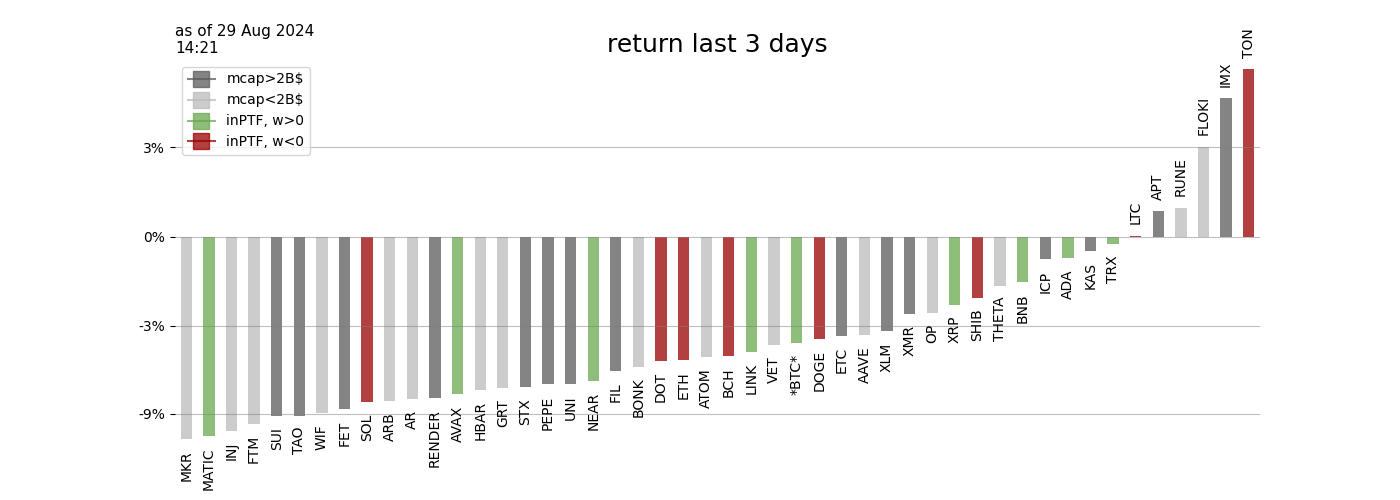 as of 29 Aug 2024
14:21
return last 3 days
mcap>2B$
mcap<2B$
inPTF, w>0
inPTF, w<0
3%
0%
-3%
-9%
MKR
MATIC
INJ
FTM
SUI
TAO
WIF
FET
SOL
ARB
AR
RENDER
AVAX
HBAR
GRT
STX
PEPE
UNI
NEAR
FIL
BONK
DOT
ETH
ATOM
BCH
LINK
VET
*BTC*
DOGE
ETC
AAVE
XLM
XMR
OP
XRP
SHIB
THETA
BNB
ICP
ADA
KAS
TRX
LTC
APT
RUNE
FLOKI
IMX
TON